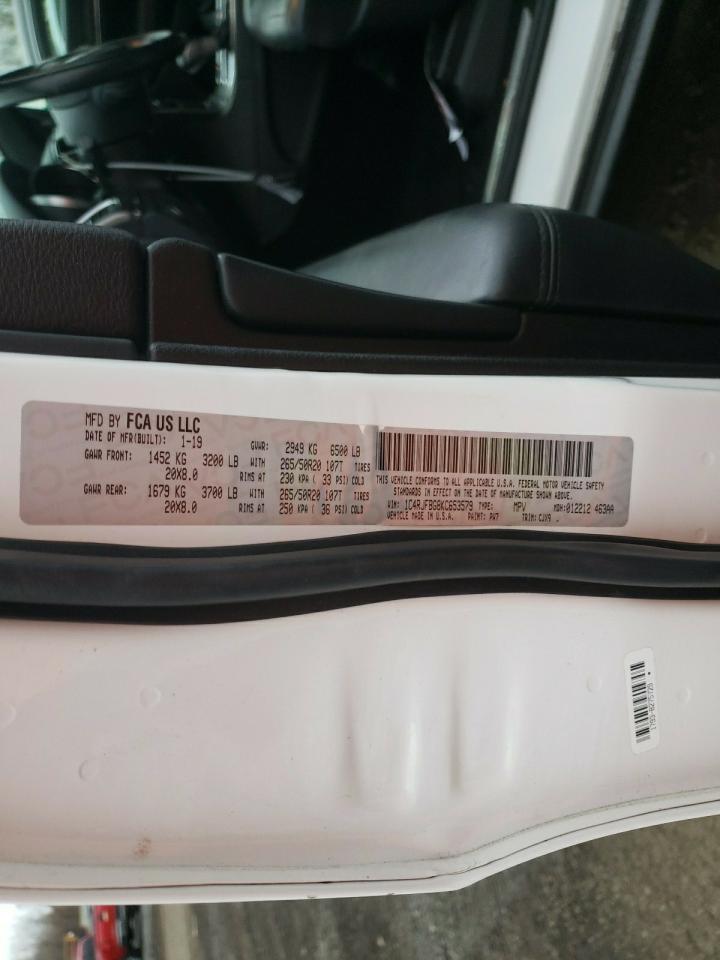 MFD BY FCA US LLC
DATE OF MFR(BUILT): 1-19 GVWR: 2949 KG 6500 LB
GAWR FRONT: 1452 KG 3200 LB WITH 265/50R20 107T TIRES
20X8.0 RIMS AT 230 KPA ( 33 PSI) COLD
GAWR REAR: 1679 KG 3700 LB WITH 265/50R20 107T TIRES
20X8.0 RIMS AT 250 KPA ( 36 PSI) COLD
THIS VEHICLE CONFORMS TO ALL APPLICABLE U.S.A. FEDERAL MOTOR VEHICLE SAFETY
STANDARDS IN EFFECT ON THE DATE OF MANUFACTURE SHOWN ABOVE.
VIN: 1C4RJFBG8KC653579 TYPE: MPV MDH: 012212 463AA
VEHICLE MADE IN U.S.A. PAINT: PW7 TRIM: CJX9